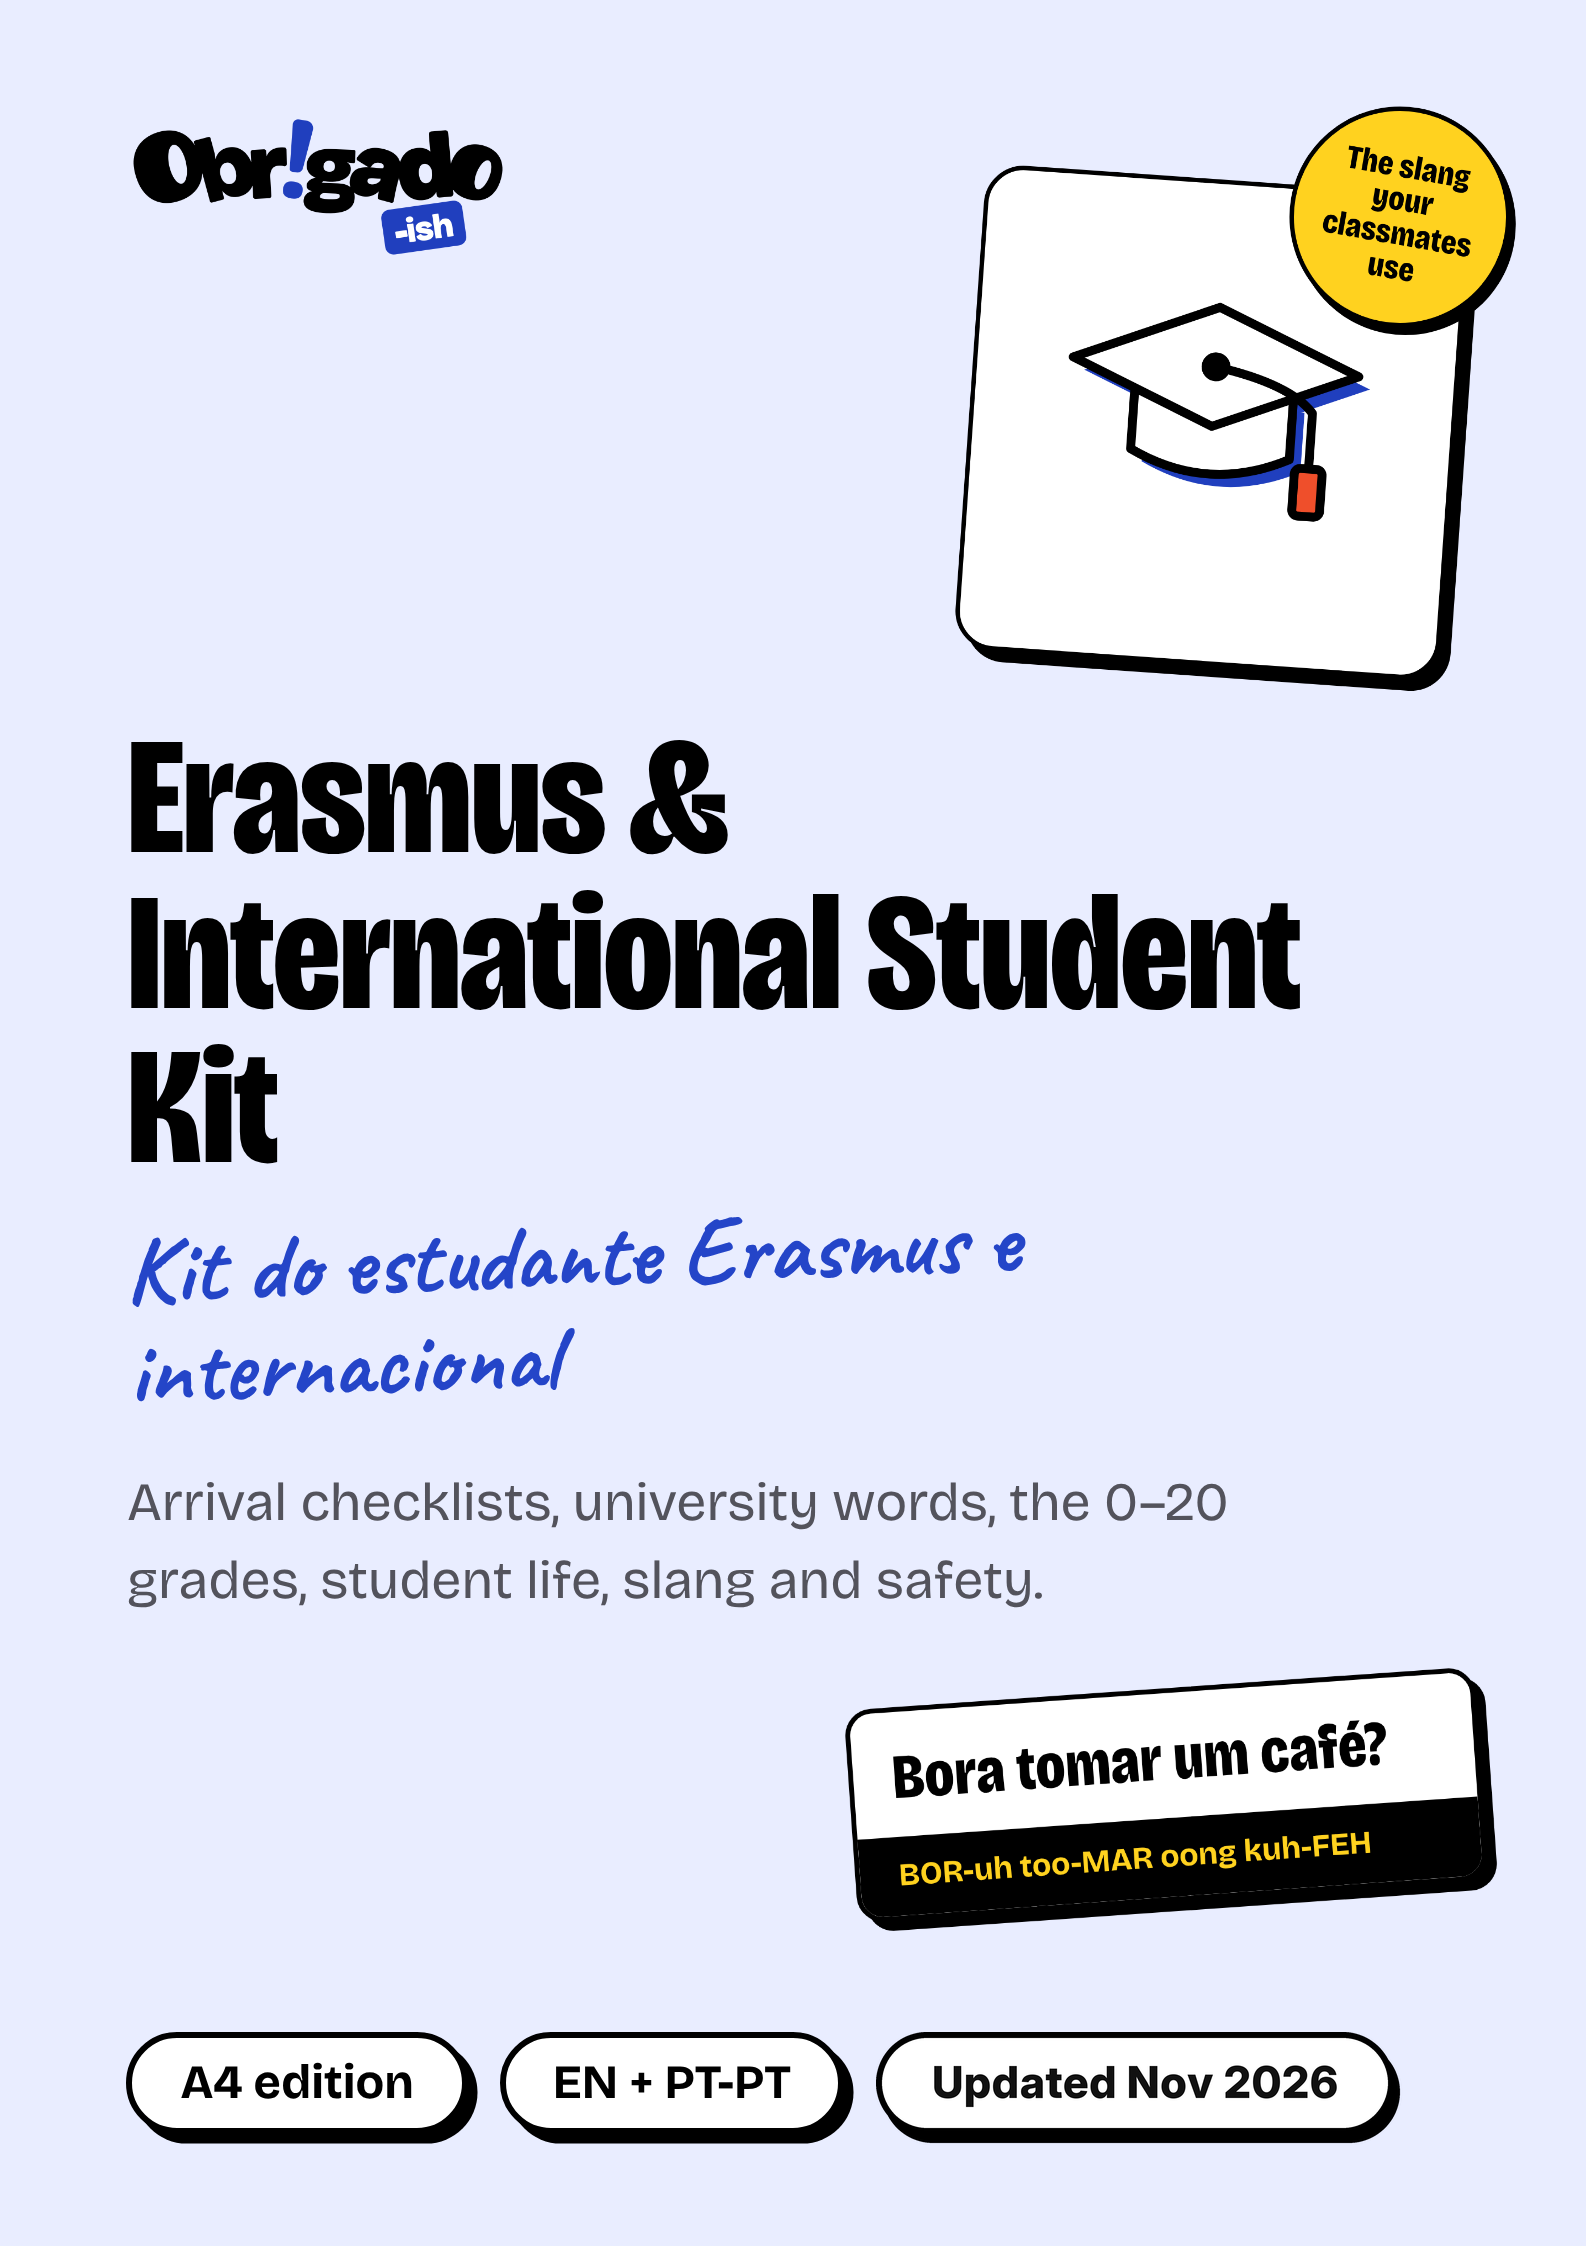 Obr!gado
-ish
The slang
your
classmates
use
Erasmus &
International Student
Kit
Kit do estudante Erasmus e
internacional
Arrival checklists, university words, the 0–20
grades, student life, slang and safety.
Bora tomar um café?
BOR-uh too-MAR oong kuh-FEH
A4 edition
EN + PT-PT
Updated Nov 2026